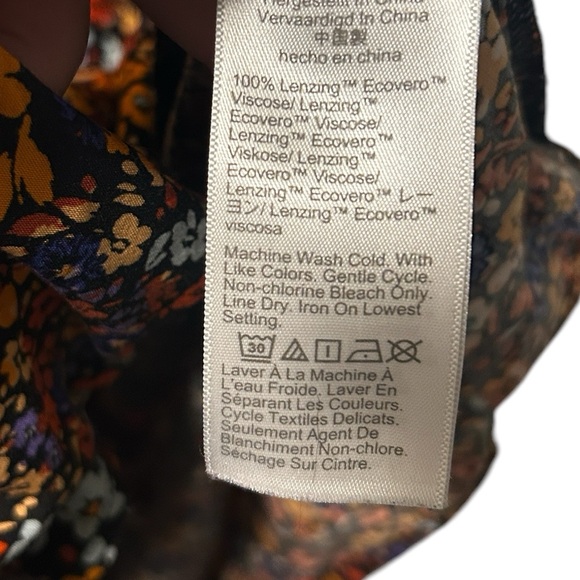 Hergestellt In China
Vervaardigd In China
中国製
hecho en china
100% Lenzing™ Ecovero™
Viscose/ Lenzing™
Ecovero™ Viscose/
Lenzing™ Ecovero™
Viskose/ Lenzing™
Ecovero™ Viscose/
Lenzing™ Ecovero™ レー
ヨン/ Lenzing™ Ecovero™
viscosa
Machine Wash Cold. With
Like Colors. Gentle Cycle.
Non-chlorine Bleach Only.
Line Dry. Iron On Lowest
Setting.
30
Laver À La Machine À
L'eau Froide. Laver En
Séparant Les Couleurs.
Cycle Textiles Delicats.
Seulement Agent De
Blanchiment Non-chlore.
Séchage Sur Cintre.